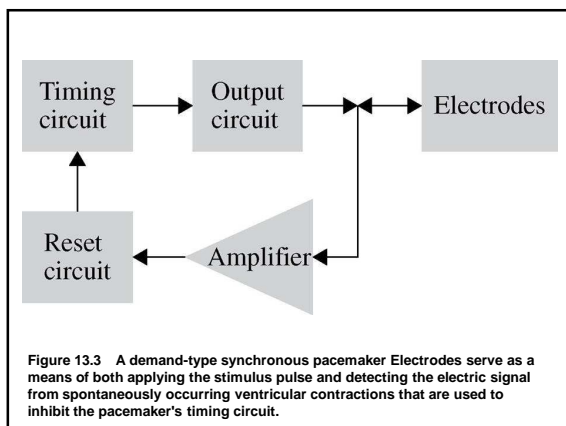 Timing
circuit
Output
circuit
Electrodes
Reset
circuit
Amplifier
Figure 13.3 A demand-type synchronous pacemaker Electrodes serve as a
means of both applying the stimulus pulse and detecting the electric signal
from spontaneously occurring ventricular contractions that are used to
inhibit the pacemaker's timing circuit.